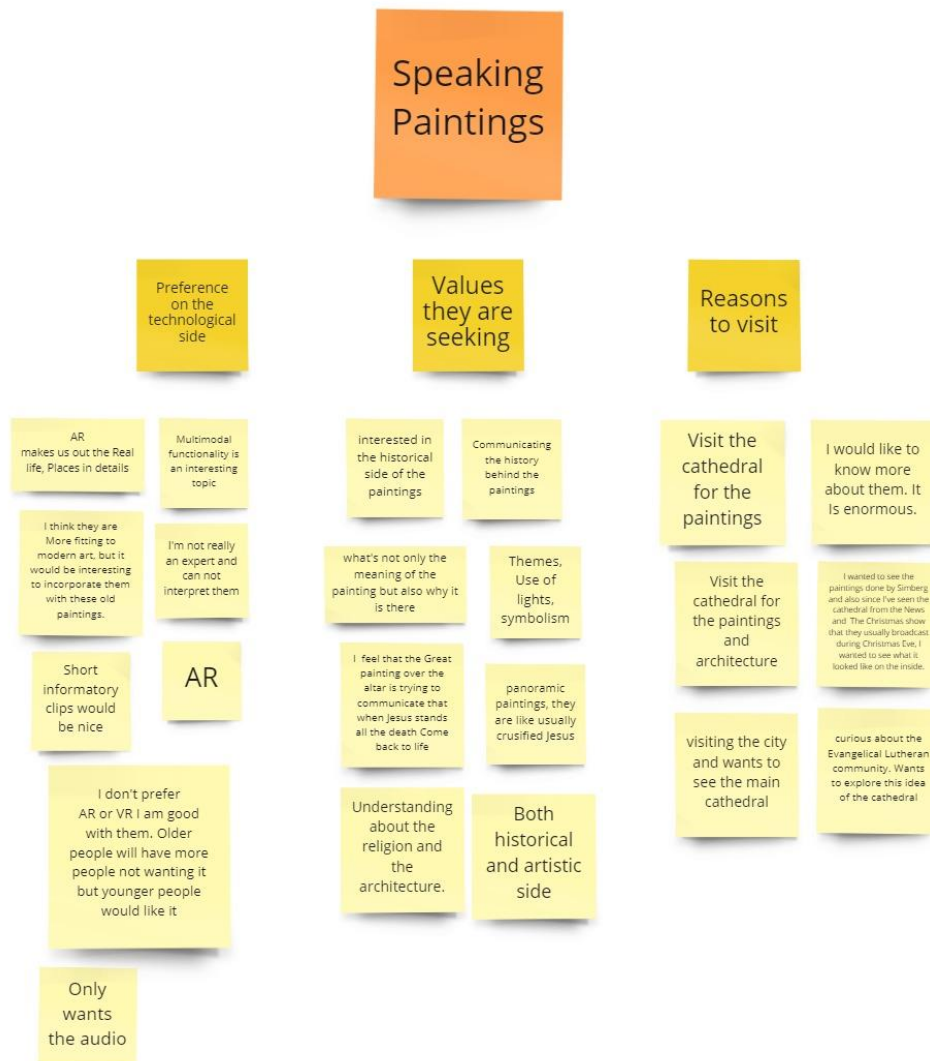 Speaking
Paintings
Preference
on the
technological
side
Values
they are
seeking
Reasons
to visit
AR
makes us out the Real
life, Places in details
Multimodal
functionality is
an interesting
topic
I think they are
More fitting to
modern art, but it
would be interesting
to incorporate them
with these old
paintings.
I'm not really
an expert and
can not
interpret them
Short
informatory
clips would
be nice
AR
I don't prefer
AR or VR I am good
with them. Older
people will have more
people not wanting it
but younger people
would like it
Only
wants
the audio
interested in
the historical
side of the
paintings
Communicating
the history
behind the
paintings
what's not only the
meaning of the
painting but also why it
is there
Themes,
Use of
lights,
symbolism
I feel that the Great
painting over the
altar is trying to
communicate that
when Jesus stands
all the death Come
back to life
panoramic
paintings, they
are like usually
crusified Jesus
Understanding
about the
religion and
the
architecture.
Both
historical
and artistic
side
Visit the
cathedral
for the
paintings
I would like to
know more
about them. It
Is enormous.
Visit the
cathedral for
the paintings
and
architecture
I wanted to see the
paintings done by Simberg
and also since I've seen the
cathedral from the News
and The Christmas show
that they usually broadcast
during Christmas Eve, I
wanted to see what it
looked like on the inside.
visiting the city
and wants to
see the main
cathedral
curious about the
Evangelical Lutheran
community. Wants
to explore this idea
of the cathedral